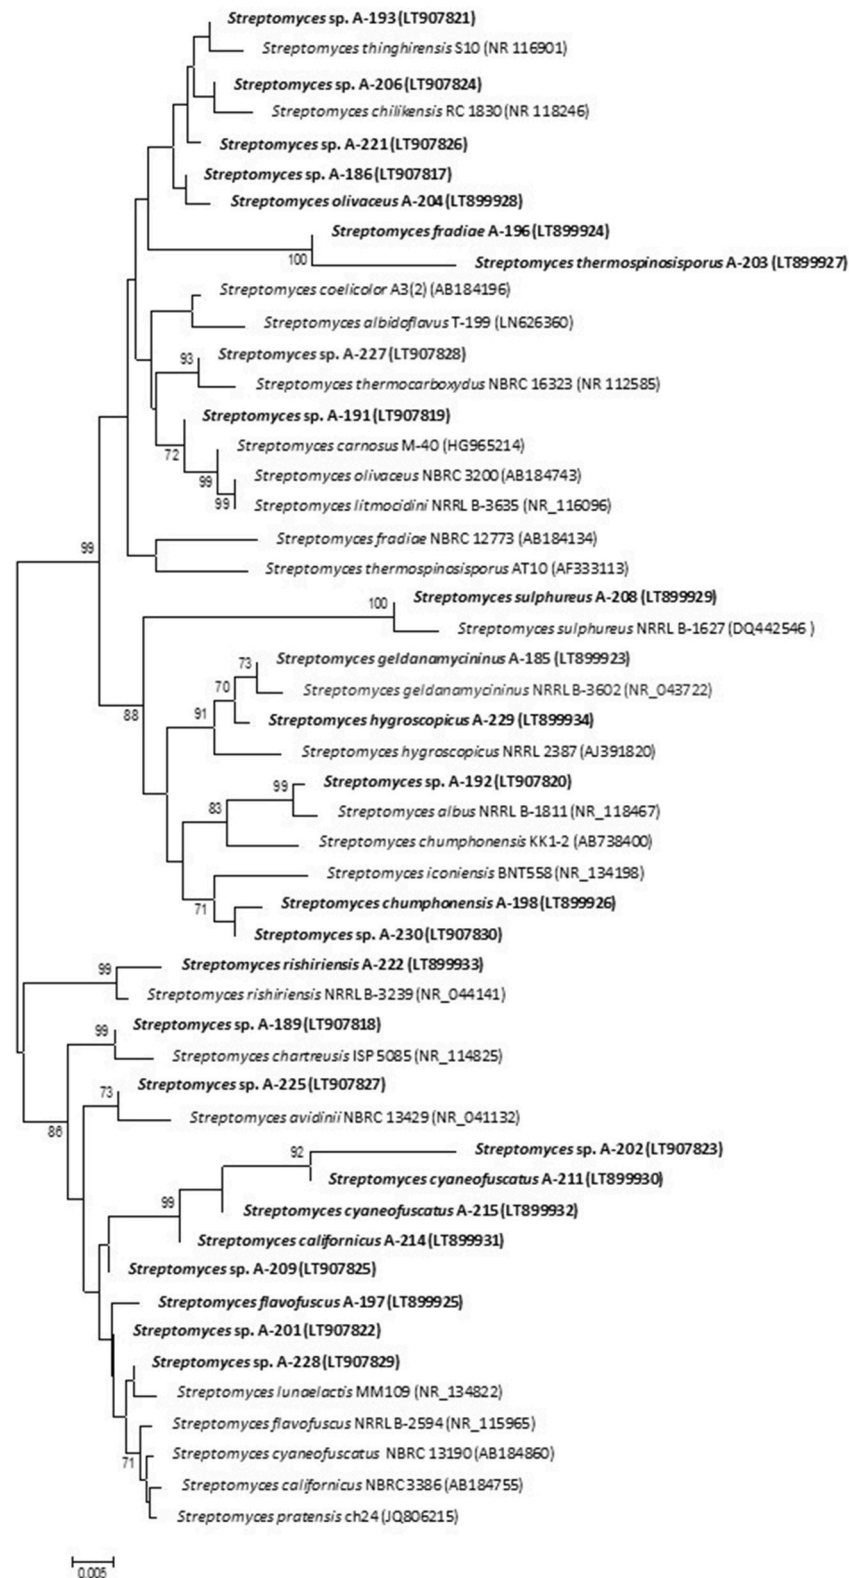 Streptomyces sp. A-193 (LT907821)
Streptomyces thinghirensis S10 (NR 116901)
Streptomyces sp. A-206 (LT907824)
Streptomyces chilikensis RC 1830 (NR 118246)
Streptomyces sp. A-221 (LT907826)
Streptomyces sp. A-186 (LT907817)
Streptomyces olivaceus A-204 (LT899928)
Streptomyces fradiae A-196 (LT899924)
100
Streptomyces thermospinosisporus A-203 (LT899927)
Streptomyces coelicolor A3(2) (AB184196)
Streptomyces albidoflavus T-199 (LN626360)
93
Streptomyces sp. A-227 (LT907828)
Streptomyces thermocarboxydus NBRC 16323 (NR 112585)
Streptomyces sp. A-191 (LT907819)
72
Streptomyces carnosus M-40 (HG965214)
99
Streptomyces olivaceus NBRC 3200 (AB184743)
99
Streptomyces litmocidini NRRL B-3635 (NR_116096)
99
Streptomyces fradiae NBRC 12773 (AB184134)
Streptomyces thermospinosisporus AT10 (AF333113)
100
Streptomyces sulphureus A-208 (LT899929)
Streptomyces sulphureus NRRL B-1627 (DQ442546 )
73
Streptomyces geldanamycininus A-185 (LT899923)
70
Streptomyces geldanamycininus NRRL B-3602 (NR_043722)
88
91
Streptomyces hygroscopicus A-229 (LT899934)
Streptomyces hygroscopicus NRRL 2387 (AJ391820)
99
Streptomyces sp. A-192 (LT907820)
83
Streptomyces albus NRRL B-1811 (NR_118467)
Streptomyces chumphonensis KK1-2 (AB738400)
Streptomyces iconiensis BNT558 (NR_134198)
71
Streptomyces chumphonensis A-198 (LT899926)
Streptomyces sp. A-230 (LT907830)
99
Streptomyces rishiriensis A-222 (LT899933)
Streptomyces rishiriensis NRRL B-3239 (NR_044141)
99
Streptomyces sp. A-189 (LT907818)
Streptomyces chartreusis ISP 5085 (NR_114825)
73
Streptomyces sp. A-225 (LT907827)
86
Streptomyces avidinii NBRC 13429 (NR_041132)
92
Streptomyces sp. A-202 (LT907823)
Streptomyces cyaneofuscatus A-211 (LT899930)
99
Streptomyces cyaneofuscatus A-215 (LT899932)
Streptomyces californicus A-214 (LT899931)
Streptomyces sp. A-209 (LT907825)
Streptomyces flavofuscus A-197 (LT899925)
Streptomyces sp. A-201 (LT907822)
Streptomyces sp. A-228 (LT907829)
Streptomyces lunaelactis MM109 (NR_134822)
Streptomyces flavofuscus NRRL B-2594 (NR_115965)
71
Streptomyces cyaneofuscatus NBRC 13190 (AB184860)
Streptomyces californicus NBRC 3386 (AB184755)
Streptomyces pratensis ch24 (JQ806215)
0.005